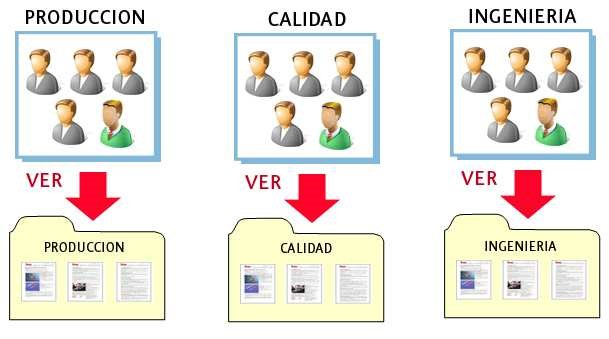 PRODUCCION
CALIDAD
INGENIERIA
VER
VER
VER
PRODUCCION
CALIDAD
INGENIERIA